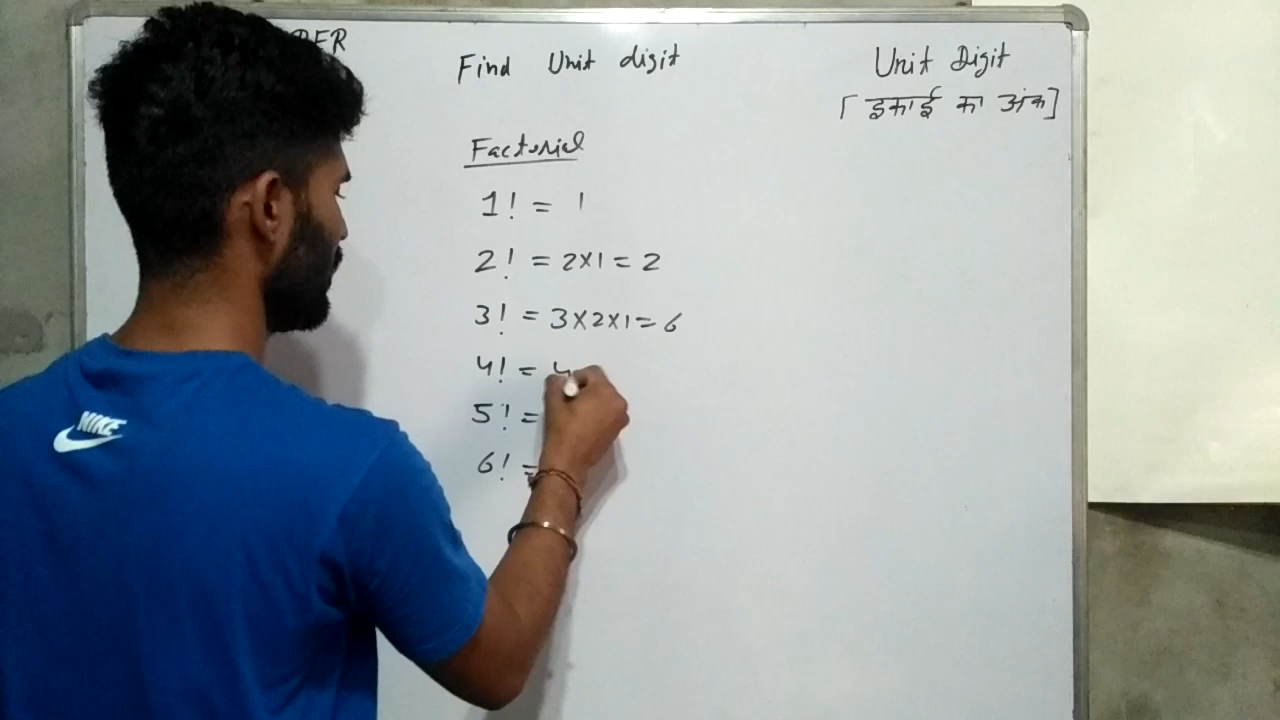 Find Unit digit
Unit Digit
[इकाई का अंक]
Factorial
1! = 1
2! = 2x1 = 2
3! = 3x2x1 = 6
4! = 4
5! =
6! =
NIKE